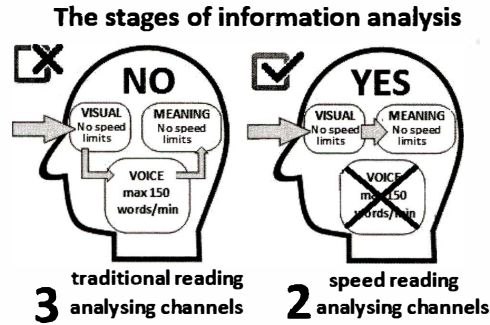 The stages of information analysis
NO
VISUAL
No speed
limits
MEANING
No speed
limits
VOICE
max 150
words/min
3 traditional reading
analysing channels
YES
VISUAL
No speed
limits
MEANING
No speed
limits
VOICE
max 150
words/min
2 speed reading
analysing channels